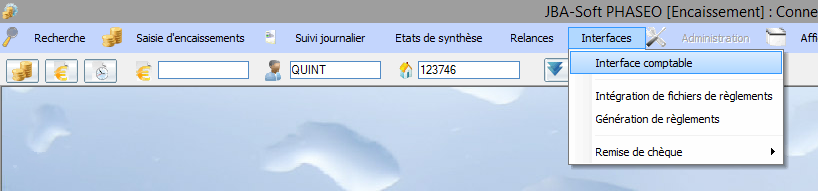 JBA-Soft PHASEO [Encaissement] : Conne
Recherche Saisie d'encaissements Suivi journalier Etats de synthèse Relances Interfaces Administration Affi
QUINT 123746
Interface comptable
Intégration de fichiers de règlements
Génération de règlements
Remise de chèque